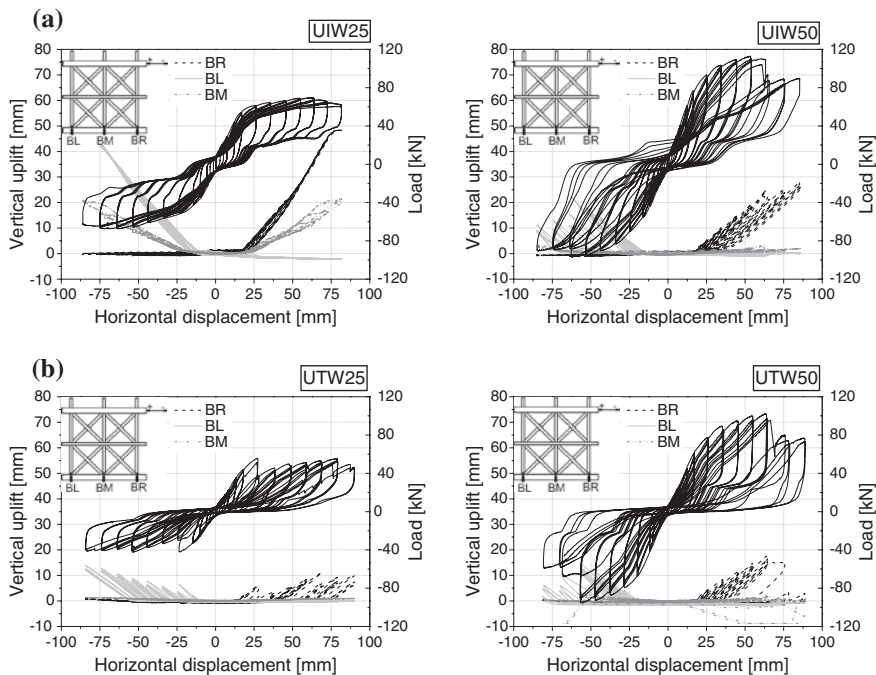 (a)
UIW25
UIW50
80
70
60
50
40
30
20
10
0
-10
Vertical uplift [mm]
BL BM BR
BR
BL
BM
120
80
40
0
-40
-80
-120
Load [kN]
-100 -75 -50 -25 0 25 50 75 100
Horizontal displacement [mm]
80
70
60
50
40
30
20
10
0
-10
Vertical uplift [mm]
BL BM BR
BR
BL
BM
120
80
40
0
-40
-80
-120
Load [kN]
-100 -75 -50 -25 0 25 50 75 100
Horizontal displacement [mm]
(b)
UTW25
UTW50
80
70
60
50
40
30
20
10
0
-10
Vertical uplift [mm]
BL BM BR
BR
BL
BM
120
80
40
0
-40
-80
-120
Load [kN]
-100 -75 -50 -25 0 25 50 75 100
Horizontal displacement [mm]
80
70
60
50
40
30
20
10
0
-10
Vertical uplift [mm]
BL BM BR
BR
BL
BM
120
80
40
0
-40
-80
-120
Load [kN]
-100 -75 -50 -25 0 25 50 75 100
Horizontal displacement [mm]